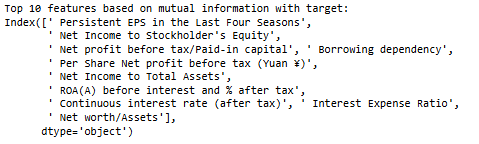 Top 10 features based on mutual information with target:
Index([' Persistent EPS in the Last Four Seasons',
' Net Income to Stockholder's Equity',
' Net profit before tax/Paid-in capital', ' Borrowing dependency',
' Per Share Net profit before tax (Yuan ¥)',
' Net Income to Total Assets',
' ROA(A) before interest and % after tax',
' Continuous interest rate (after tax)', ' Interest Expense Ratio',
' Net worth/Assets'],
dtype='object')